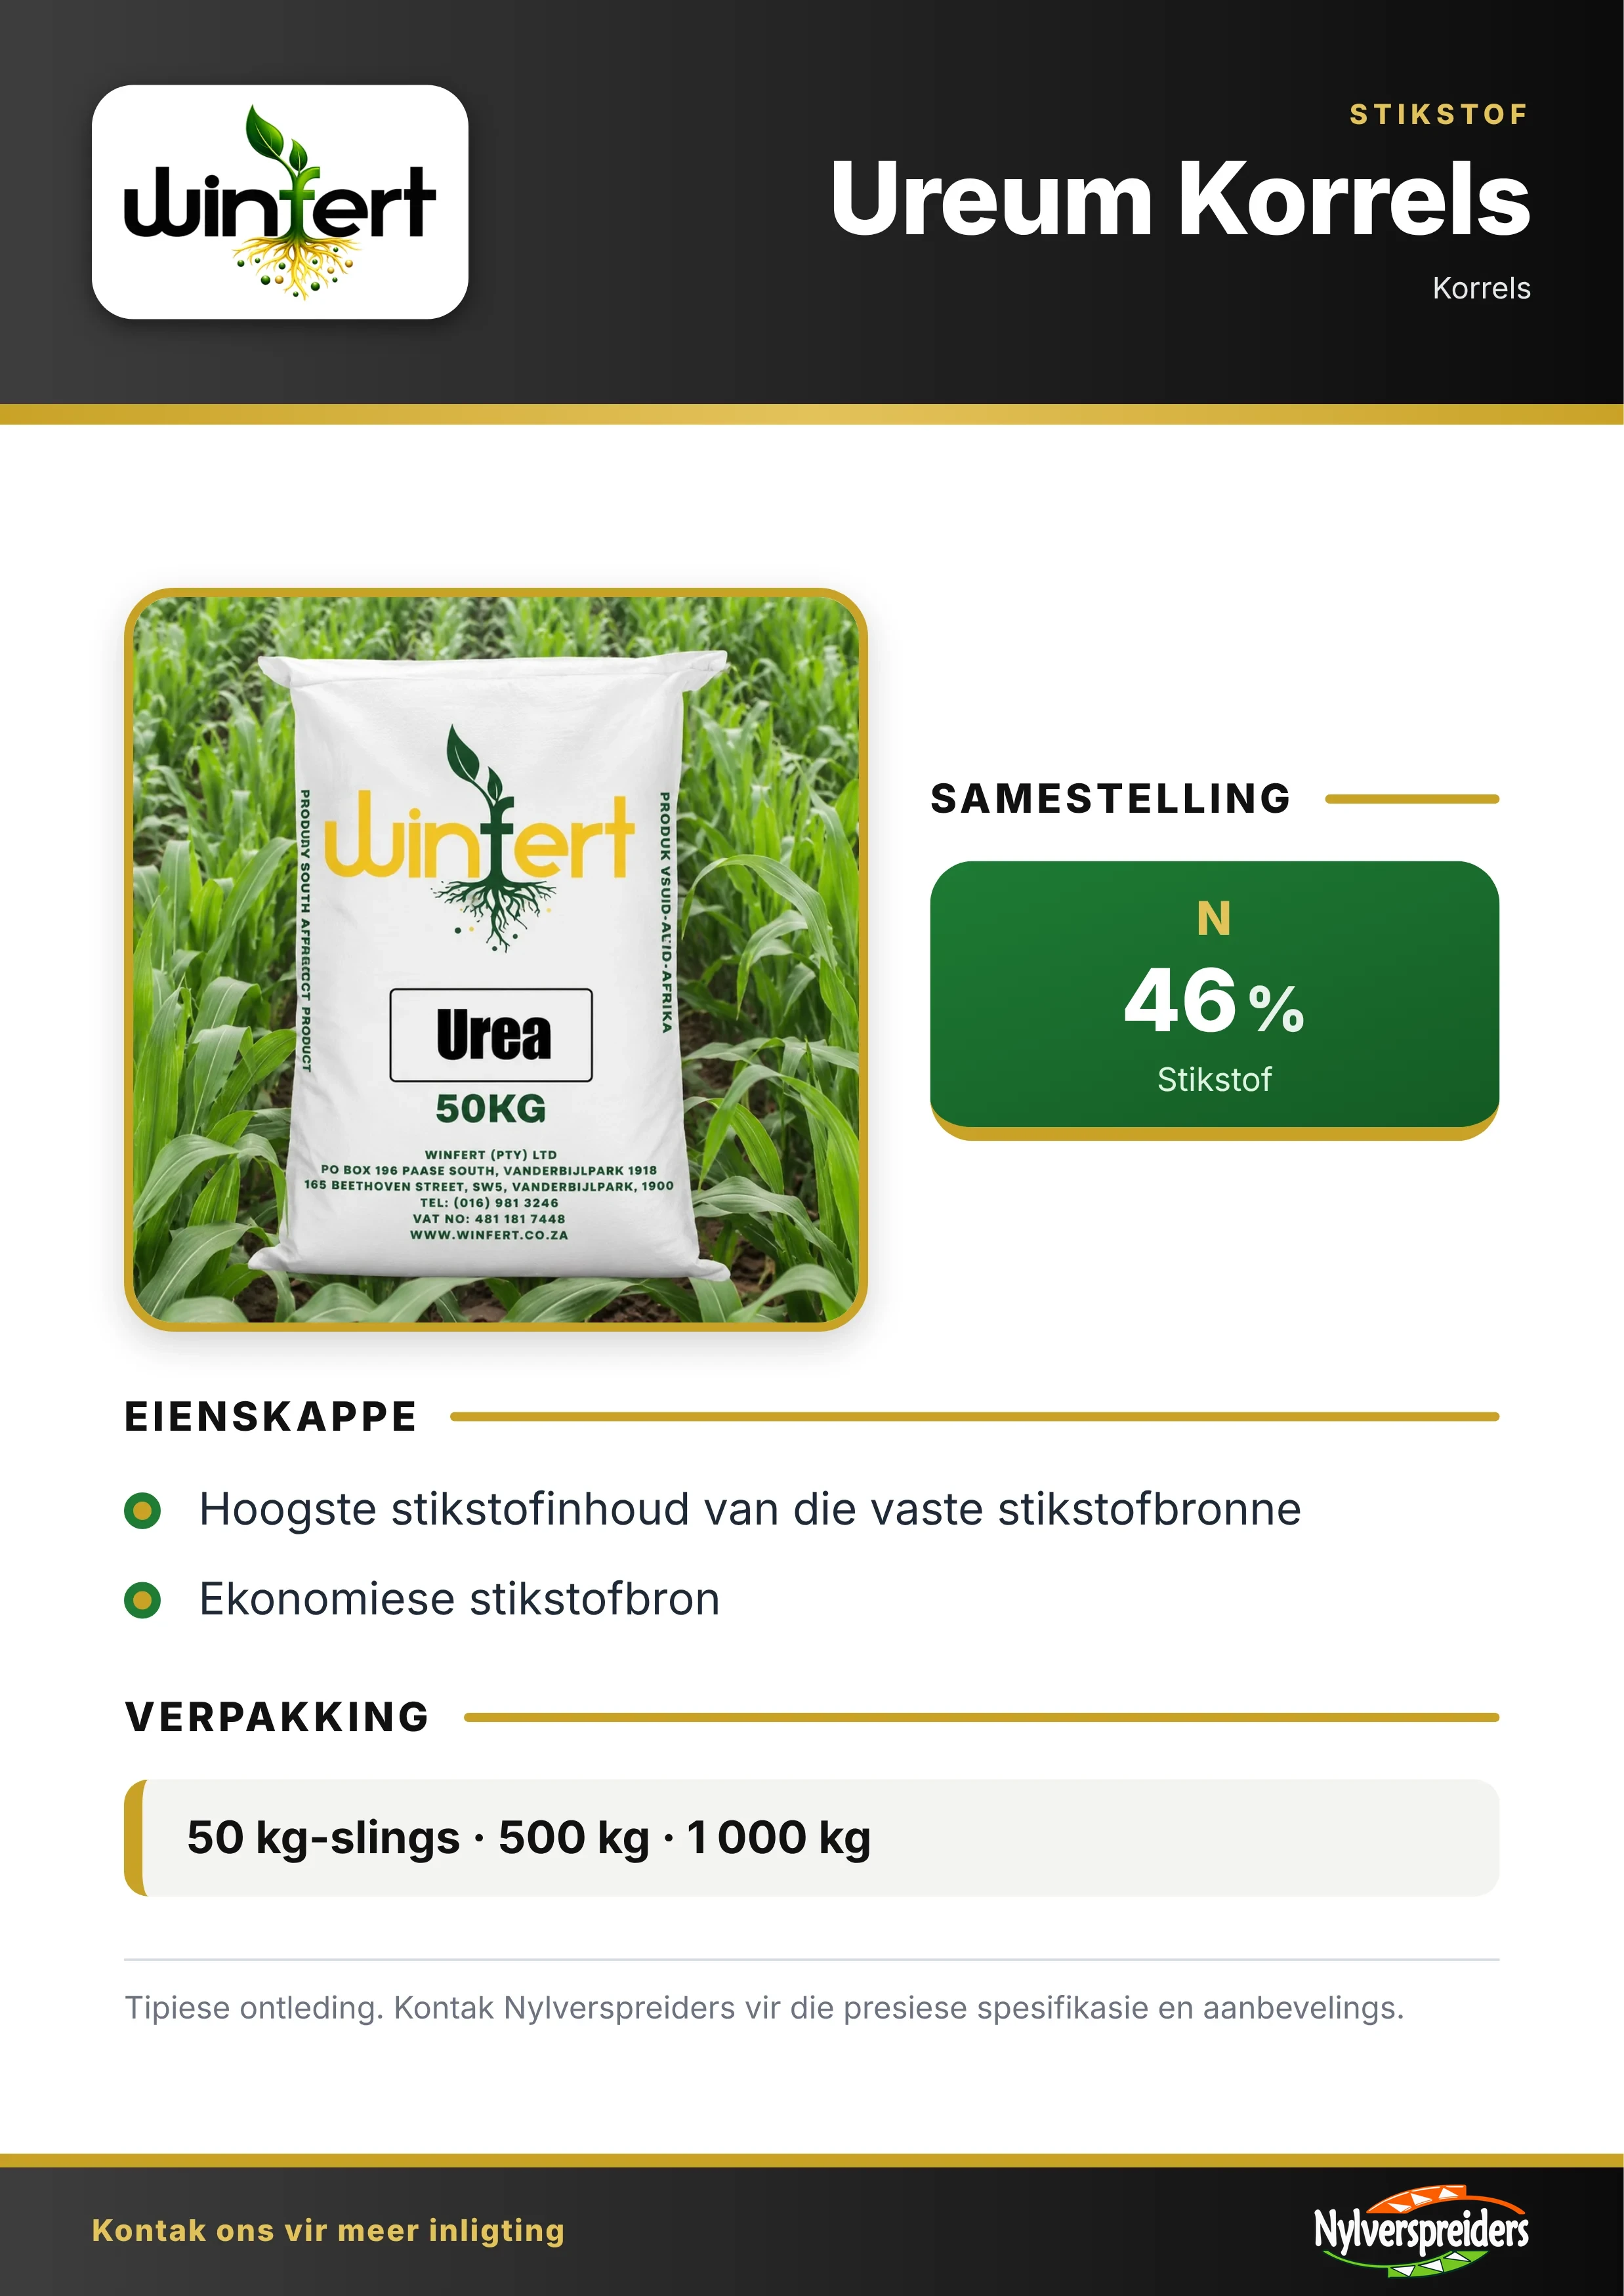 winfert
STIKSTOF
Ureum Korrels
Korrels
winfert
PRODUK VSUID-AL'ID-AFRIKA
Urea
50KG
WINFERT (PTY) LTD
PO BOX 196 PAASE SOUTH, VANDERBIJLPARK 1918
165 BEETHOVEN STREET, SW5, VANDERBIJLPARK, 1900
TEL: (016) 981 3246
VAT NO: 481 181 7448
WWW.WINFERT.CO.ZA
SAMESTELLING
N
46%
Stikstof
EIENSKAPPE
Hoogste stikstofinhoud van die vaste stikstofbronne
Ekonomiese stikstofbron
VERPAKKING
50 kg-slings · 500 kg · 1 000 kg
Tipiese ontleding. Kontak Nylverspreiders vir die presiese spesifikasie en aanbevelings.
Kontak ons vir meer inligting
Nylverspreiders